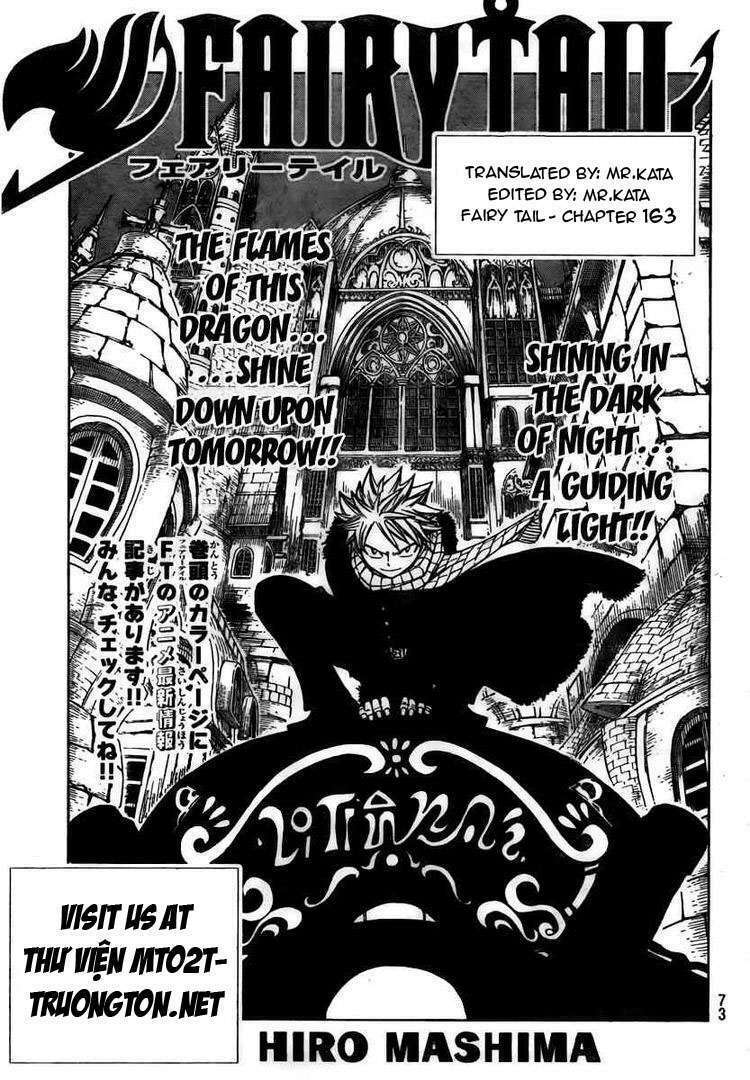 FAIRY TAIL
フェアリーテイル
TRANSLATED BY: MR.KATA
EDITED BY: MR.KATA
FAIRY TAIL - CHAPTER 163
THE FLAMES
OF THIS
DRAGON...
...SHINE
DOWN UPON
TOMORROW!!
SHINING IN
THE DARK
OF NIGHT...
A GUIDING
LIGHT!!
巻頭のカラーページに
FTのアニメ最新情報
記事があります!!
みんな、チェックしてね!!
VISIT US AT
THƯ VIỆN MT02T-
TRUONGTON.NET
73
HIRO MASHIMA